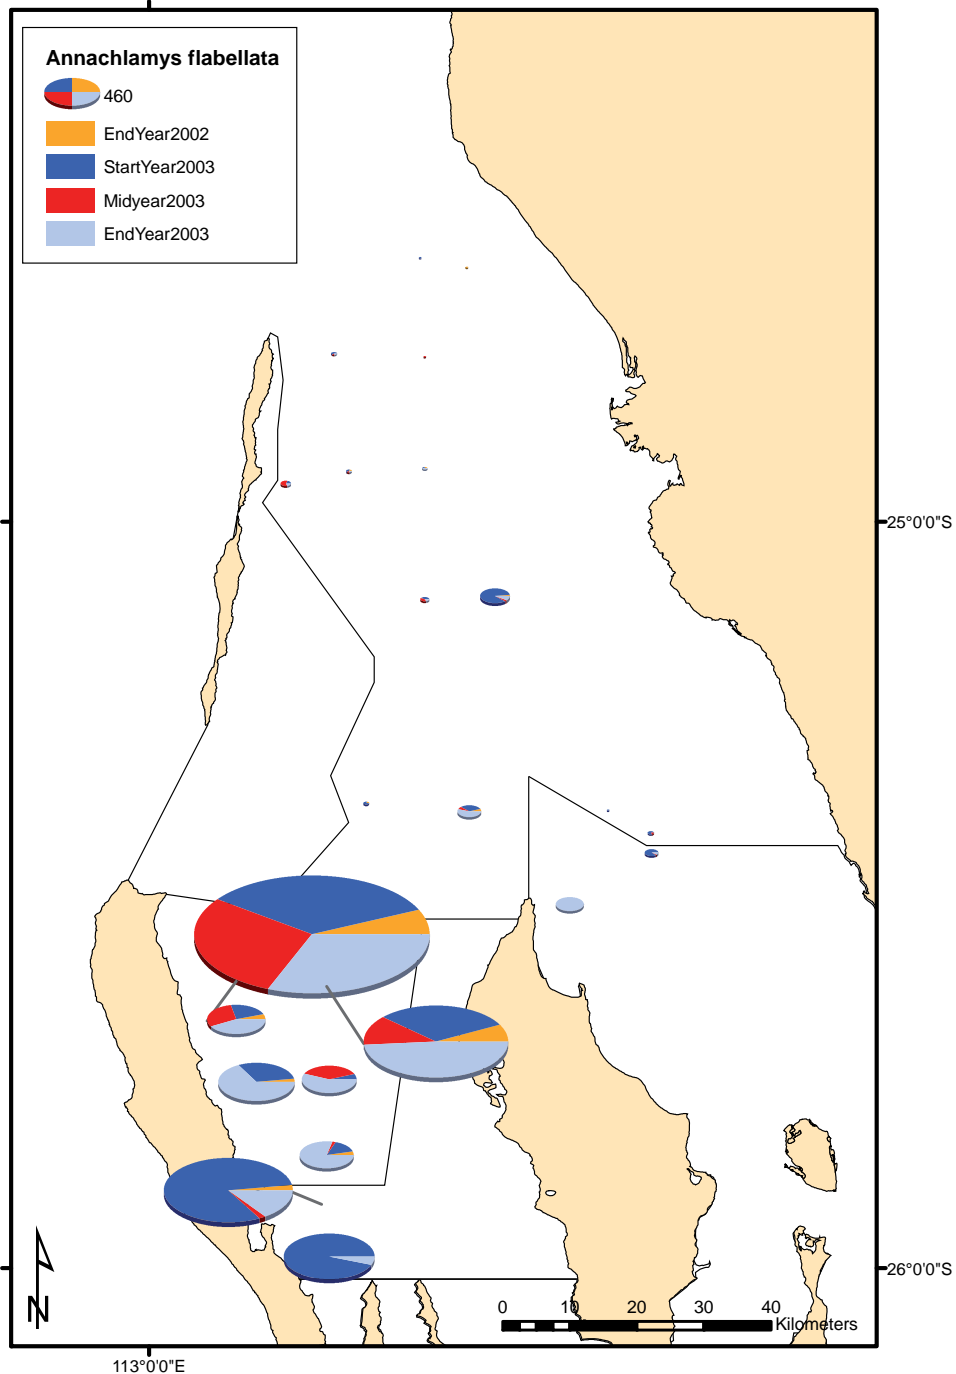 Annachlamys flabellata
460
EndYear2002
StartYear2003
Midyear2003
EndYear2003
25°0'0"S
26°0'0"S
N
0 10 20 30 40
Kilometers
113°0'0"E